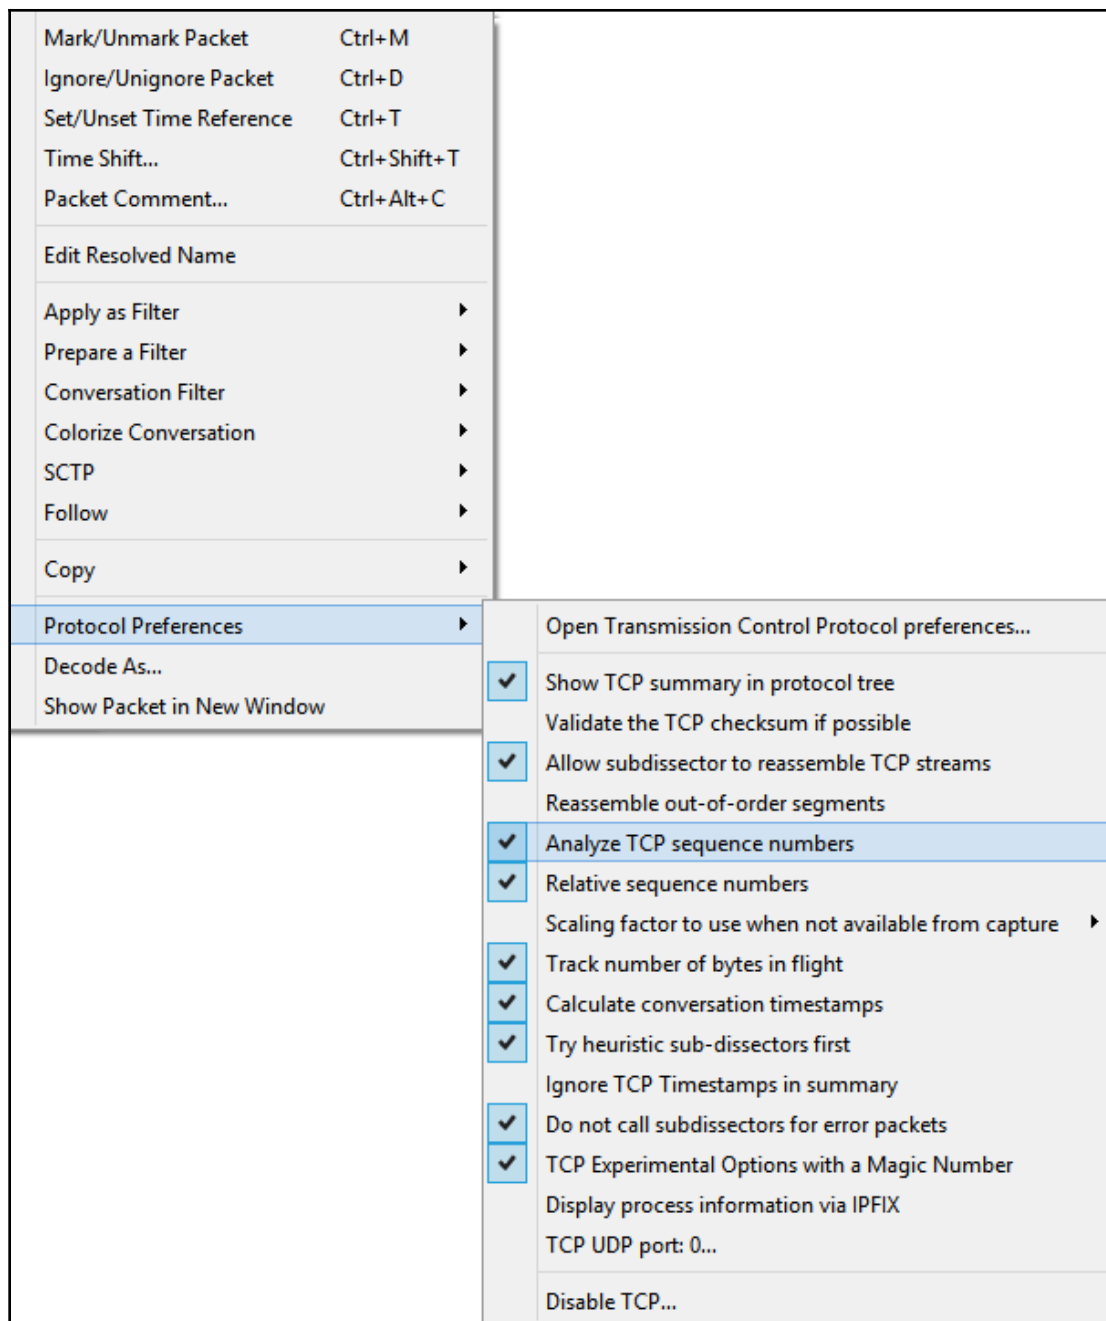 Mark/Unmark Packet Ctrl+M
Ignore/Unignore Packet Ctrl+D
Set/Unset Time Reference Ctrl+T
Time Shift... Ctrl+Shift+T
Packet Comment... Ctrl+Alt+C
Edit Resolved Name
Apply as Filter
Prepare a Filter
Conversation Filter
Colorize Conversation
SCTP
Follow
Copy
Protocol Preferences
Decode As...
Show Packet in New Window
Open Transmission Control Protocol preferences...
Show TCP summary in protocol tree
Validate the TCP checksum if possible
Allow subdissector to reassemble TCP streams
Reassemble out-of-order segments
Analyze TCP sequence numbers
Relative sequence numbers
Scaling factor to use when not available from capture
Track number of bytes in flight
Calculate conversation timestamps
Try heuristic sub-dissectors first
Ignore TCP Timestamps in summary
Do not call subdissectors for error packets
TCP Experimental Options with a Magic Number
Display process information via IPFIX
TCP UDP port: 0...
Disable TCP...